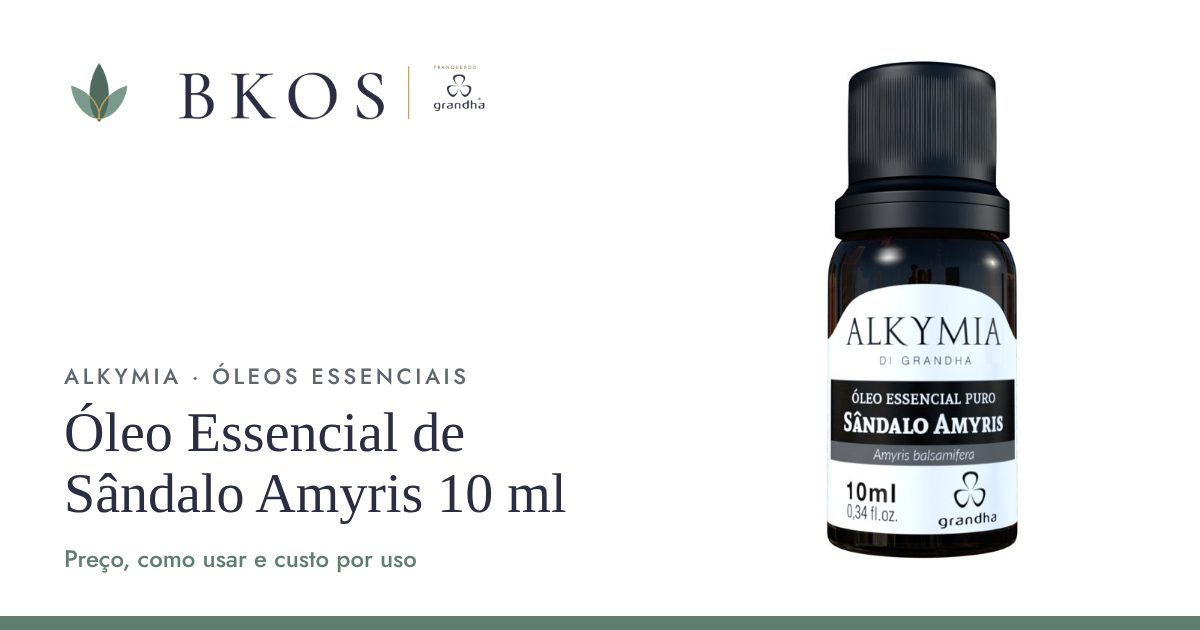 BKOS
FRANQUEADO
grandha
ALKYMIA · ÓLEOS ESSENCIAIS
Óleo Essencial de
Sândalo Amyris 10 ml
Preço, como usar e custo por uso
ALKYMIA
DI GRANDHA
ÓLEO ESSENCIAL PURO
SÂNDALO AMYRIS
Amyris balsamifera
10ml
0,34 fl.oz.
grandha